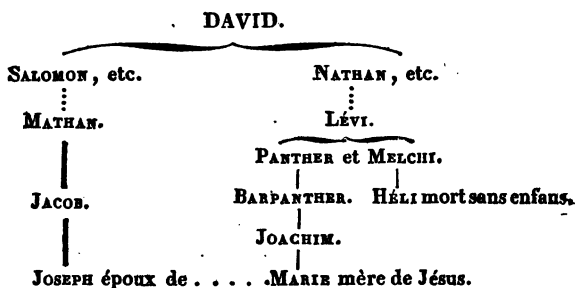 DAVID.
SALOMON, etc. NATHAN, etc.
MATHAN. LÉVI.
PANTHER et MELCHI.
JACOB. BARPANTHER. HÉLI mort sans enfans.
JOACHIM.
JOSEPH époux de . . . . . MARIE mère de Jésus.